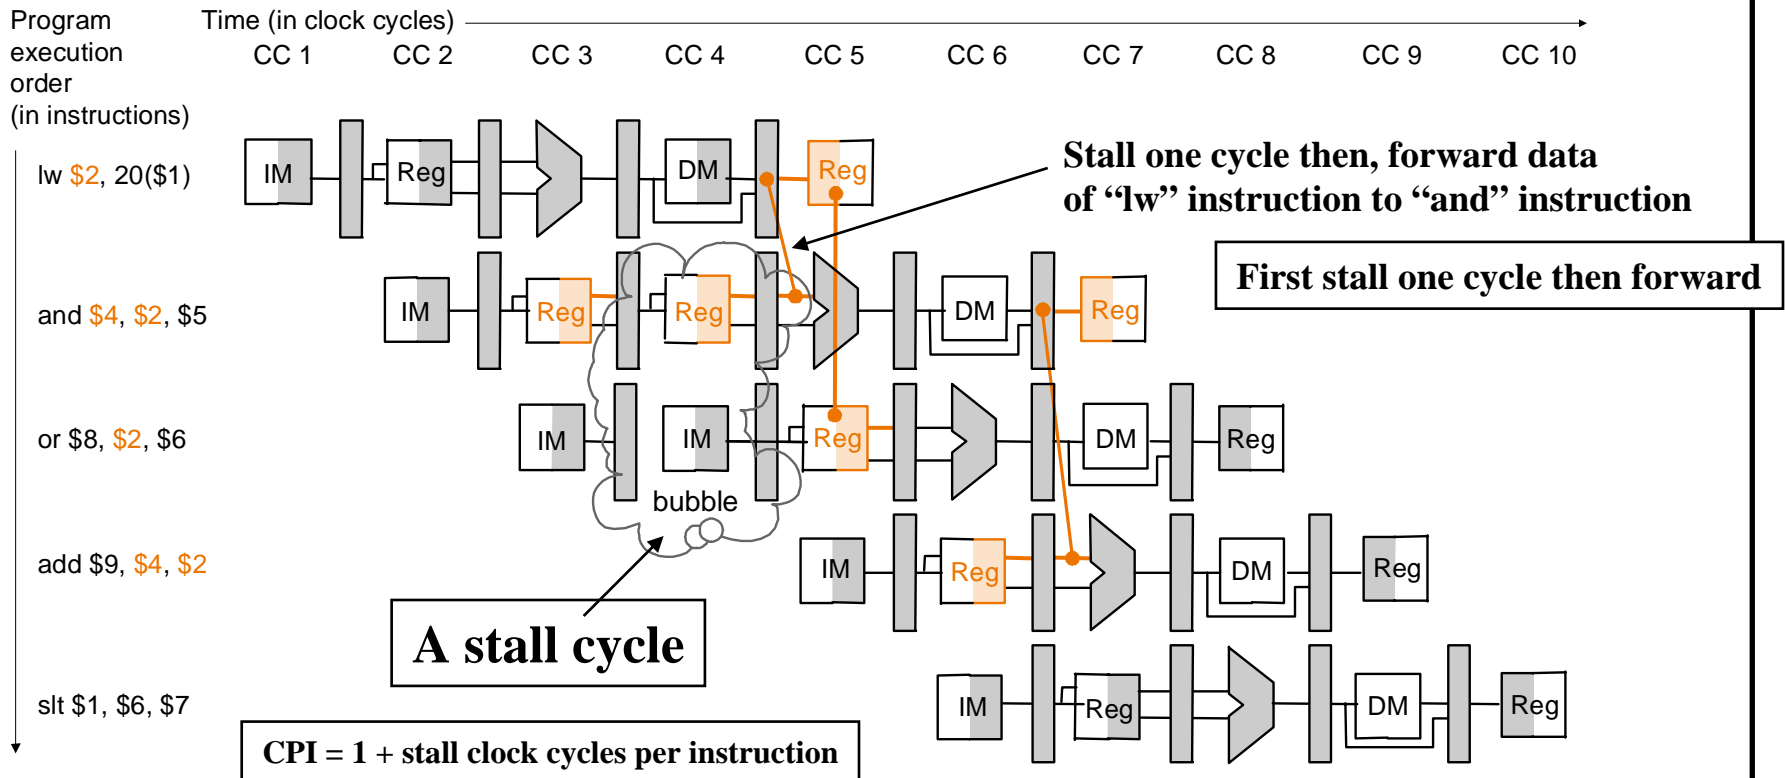 Program
execution
order
(in instructions)
Time (in clock cycles)
CC 1 CC 2 CC 3 CC 4 CC 5 CC 6 CC 7 CC 8 CC 9 CC 10
lw $2, 20($1)
IM Reg DM Reg
Stall one cycle then, forward data
of “lw” instruction to “and” instruction
First stall one cycle then forward
and $4, $2, $5
IM Reg Reg DM Reg
or $8, $2, $6
IM IM Reg DM Reg
bubble
add $9, $4, $2
IM Reg DM Reg
A stall cycle
slt $1, $6, $7
IM Reg DM Reg
CPI = 1 + stall clock cycles per instruction